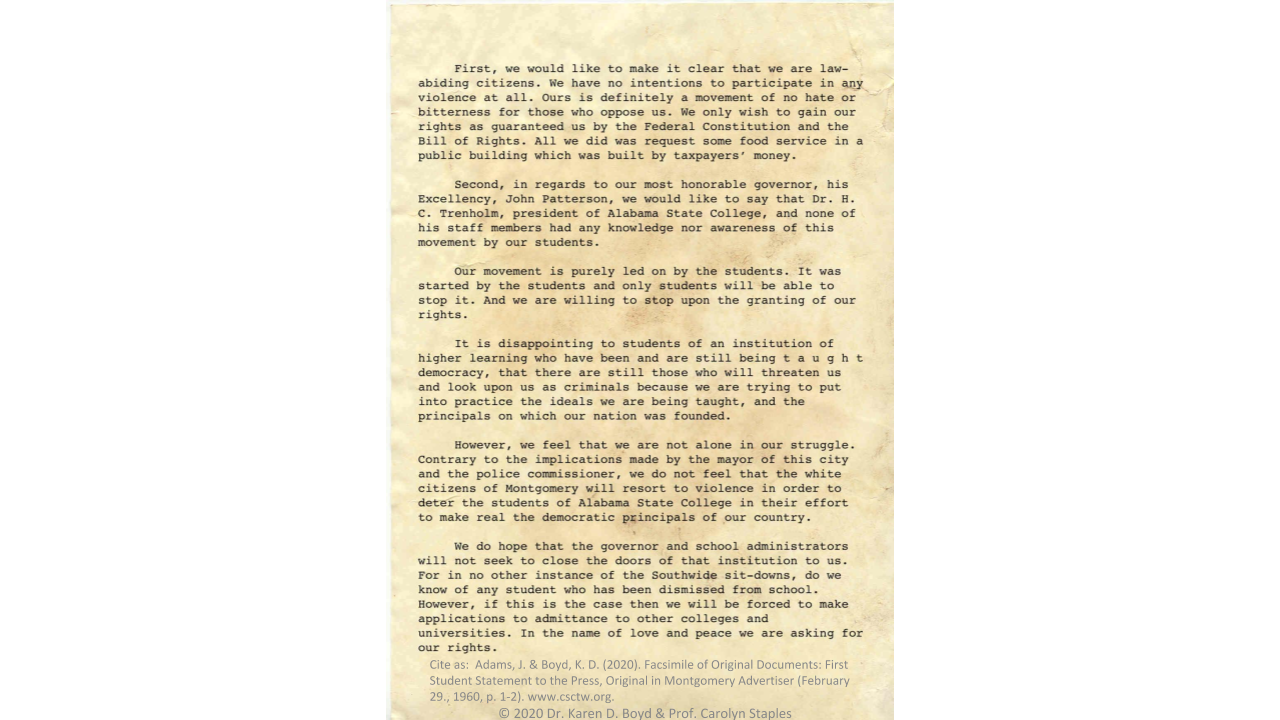 First, we would like to make it clear that we are law-
abiding citizens. We have no intentions to participate in any
violence at all. Ours is definitely a movement of no hate or
bitterness for those who oppose us. We only wish to gain our
rights as guaranteed us by the Federal Constitution and the
Bill of Rights. All we did was request some food service in a
public building which was built by taxpayers’ money.
Second, in regards to our most honorable governor, his
Excellency, John Patterson, we would like to say that Dr. H.
C. Trenholm, president of Alabama State College, and none of
his staff members had any knowledge nor awareness of this
movement by our students.
Our movement is purely led on by the students. It was
started by the students and only students will be able to
stop it. And we are willing to stop upon the granting of our
rights.
It is disappointing to students of an institution of
higher learning who have been and are still being t a u g h t
democracy, that there are still those who will threaten us
and look upon us as criminals because we are trying to put
into practice the ideals we are being taught, and the
principals on which our nation was founded.
However, we feel that we are not alone in our struggle.
Contrary to the implications made by the mayor of this city
and the police commissioner, we do not feel that the white
citizens of Montgomery will resort to violence in order to
deter the students of Alabama State College in their effort
to make real the democratic principals of our country.
We do hope that the governor and school administrators
will not seek to close the doors of that institution to us.
For in no other instance of the Southwide sit-downs, do we
know of any student who has been dismissed from school.
However, if this is the case then we will be forced to make
applications to admittance to other colleges and
universities. In the name of love and peace we are asking for
our rights.
Cite as: Adams, J. & Boyd, K. D. (2020). Facsimile of Original Documents: First
Student Statement to the Press, Original in Montgomery Advertiser (February
29., 1960, p. 1-2). www.csctw.org.
© 2020 Dr. Karen D. Boyd & Prof. Carolyn Staples